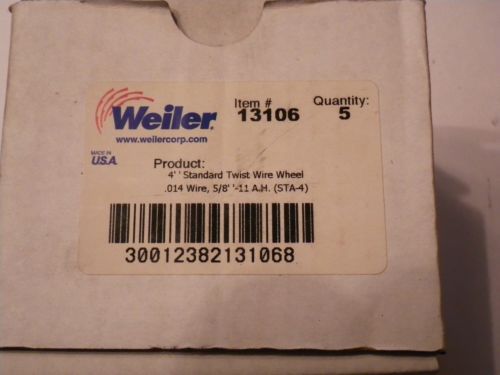 Weiler
www.weilercorp.com
MADE IN
U.S.A.
Item #
13106
Quantity:
5
Product:
4'' Standard Twist Wire Wheel
.014 Wire, 5/8''-11 A.H. (STA-4)
30012382131068